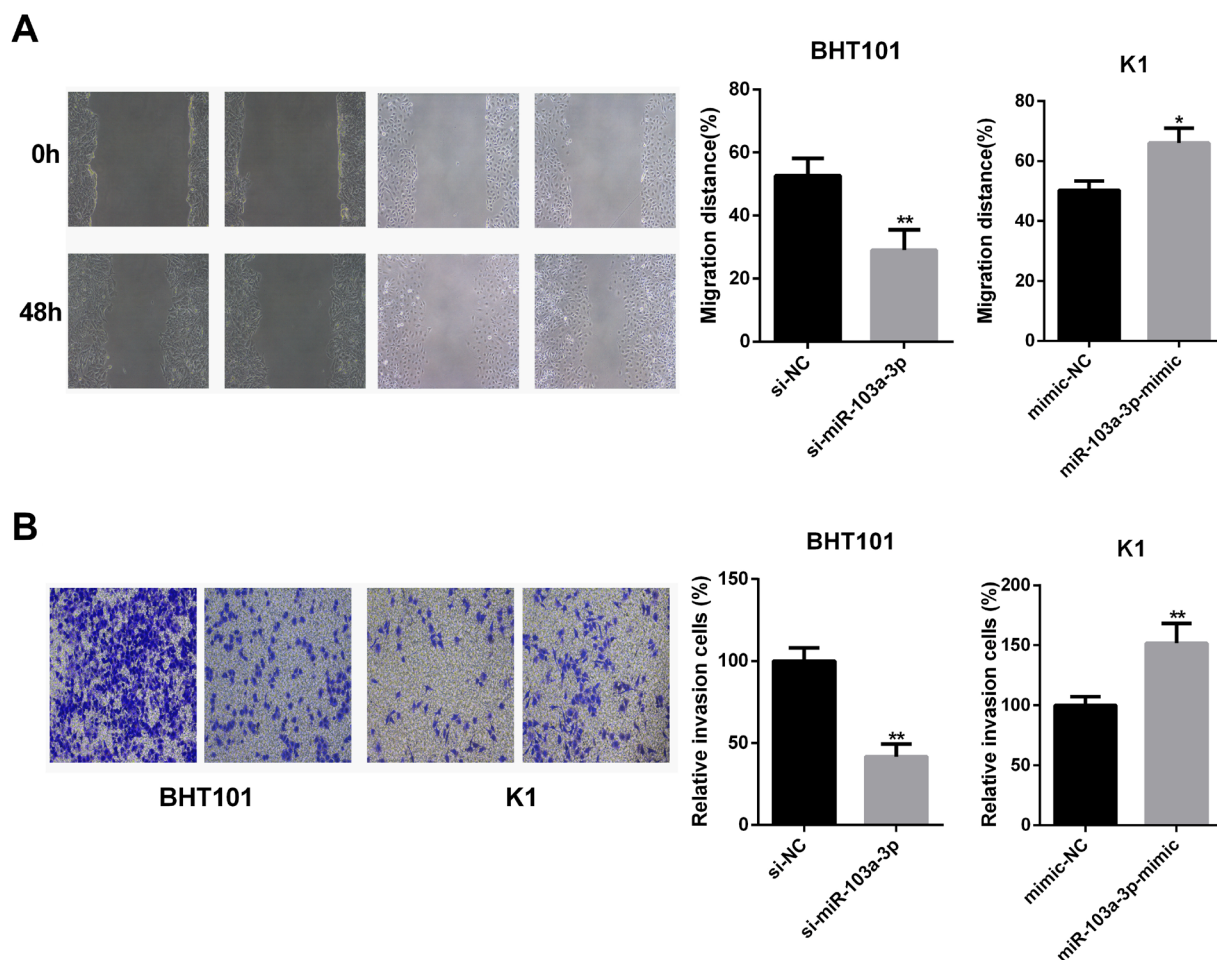 A
BHT101
K1
0h
48h
Migration distance(%)
80
60
40
20
0
**
si-NC
si-miR-103a-3p
Migration distance(%)
80
60
40
20
0
*
mimic-NC
miR-103a-3p-mimic
B
BHT101
K1
BHT101
K1
Relative invasion cells (%)
150
100
50
0
**
si-NC
si-miR-103a-3p
Relative invasion cells (%)
200
150
100
50
0
**
mimic-NC
miR-103a-3p-mimic